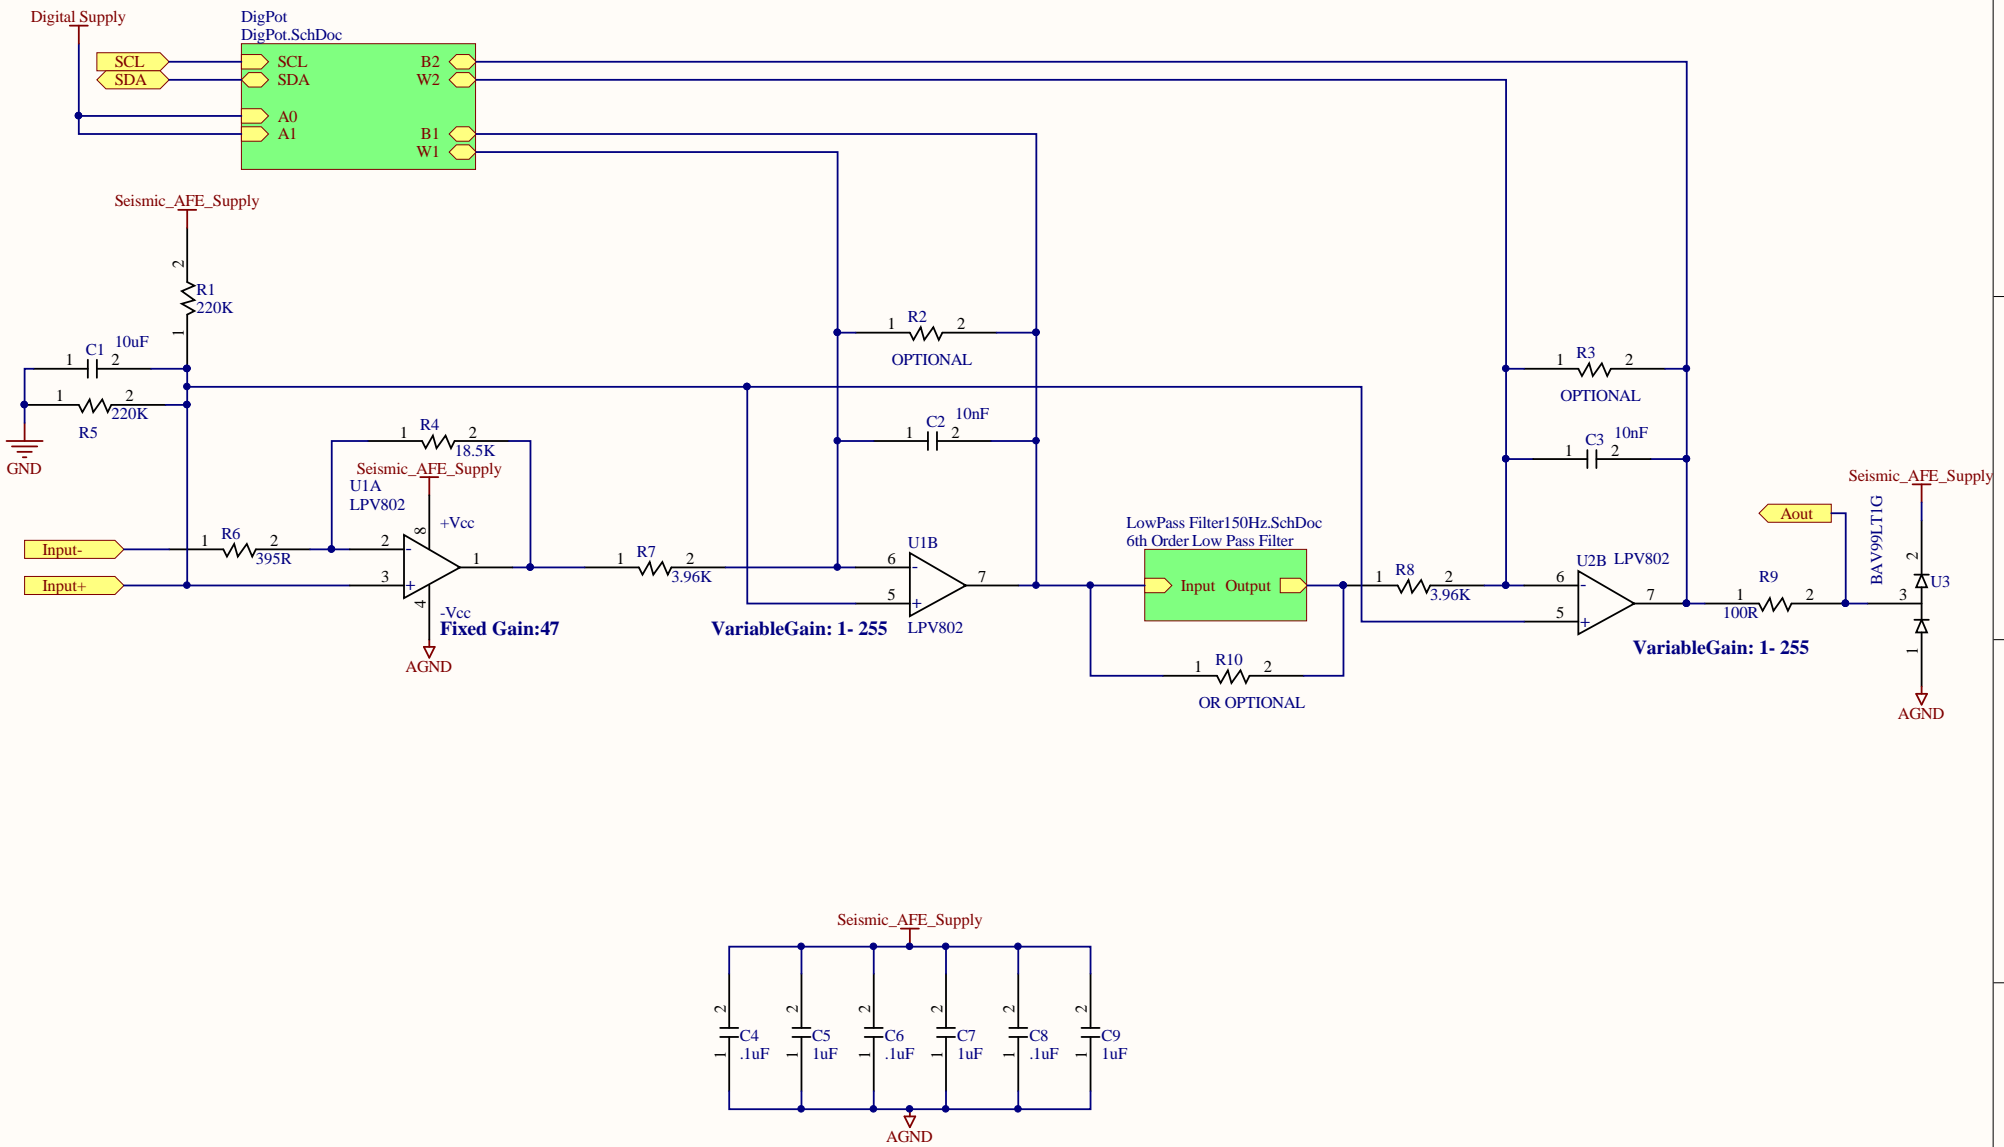 Digital Supply
DigPot
DigPot.SchDoc
SCL
SDA
SCL
SDA
A0
A1
B2
W2
B1
W1
Seismic_AFE_Supply
2
R1
220K
1
10uF
1
C1
2
1
2
220K
R5
GND
1
R2
2
OPTIONAL
1
R3
2
OPTIONAL
10nF
1
C2
2
10nF
1
C3
2
1
R4
2
18.5K
Seismic_AFE_Supply
U1A
LPV802
8
+Vcc
Input-
1
R6
2
395R
2
-
1
Input+
3
+
4
-Vcc
Fixed Gain:47
AGND
1
R7
2
3.96K
VariableGain: 1- 255
U1B
6
-
7
5
+
LPV802
LowPass Filter150Hz.SchDoc
6th Order Low Pass Filter
Input
Output
1
R10
2
OR OPTIONAL
1
R8
2
3.96K
U2B
LPV802
6
-
7
5
+
VariableGain: 1- 255
R9
1
2
100R
Aout
Seismic_AFE_Supply
BAV99LT1G
2
U3
3
1
AGND
Seismic_AFE_Supply
2
2
2
2
2
2
C4
C5
C6
C7
C8
C9
.1uF
1uF
.1uF
1uF
.1uF
1uF
1
1
1
1
1
1
AGND